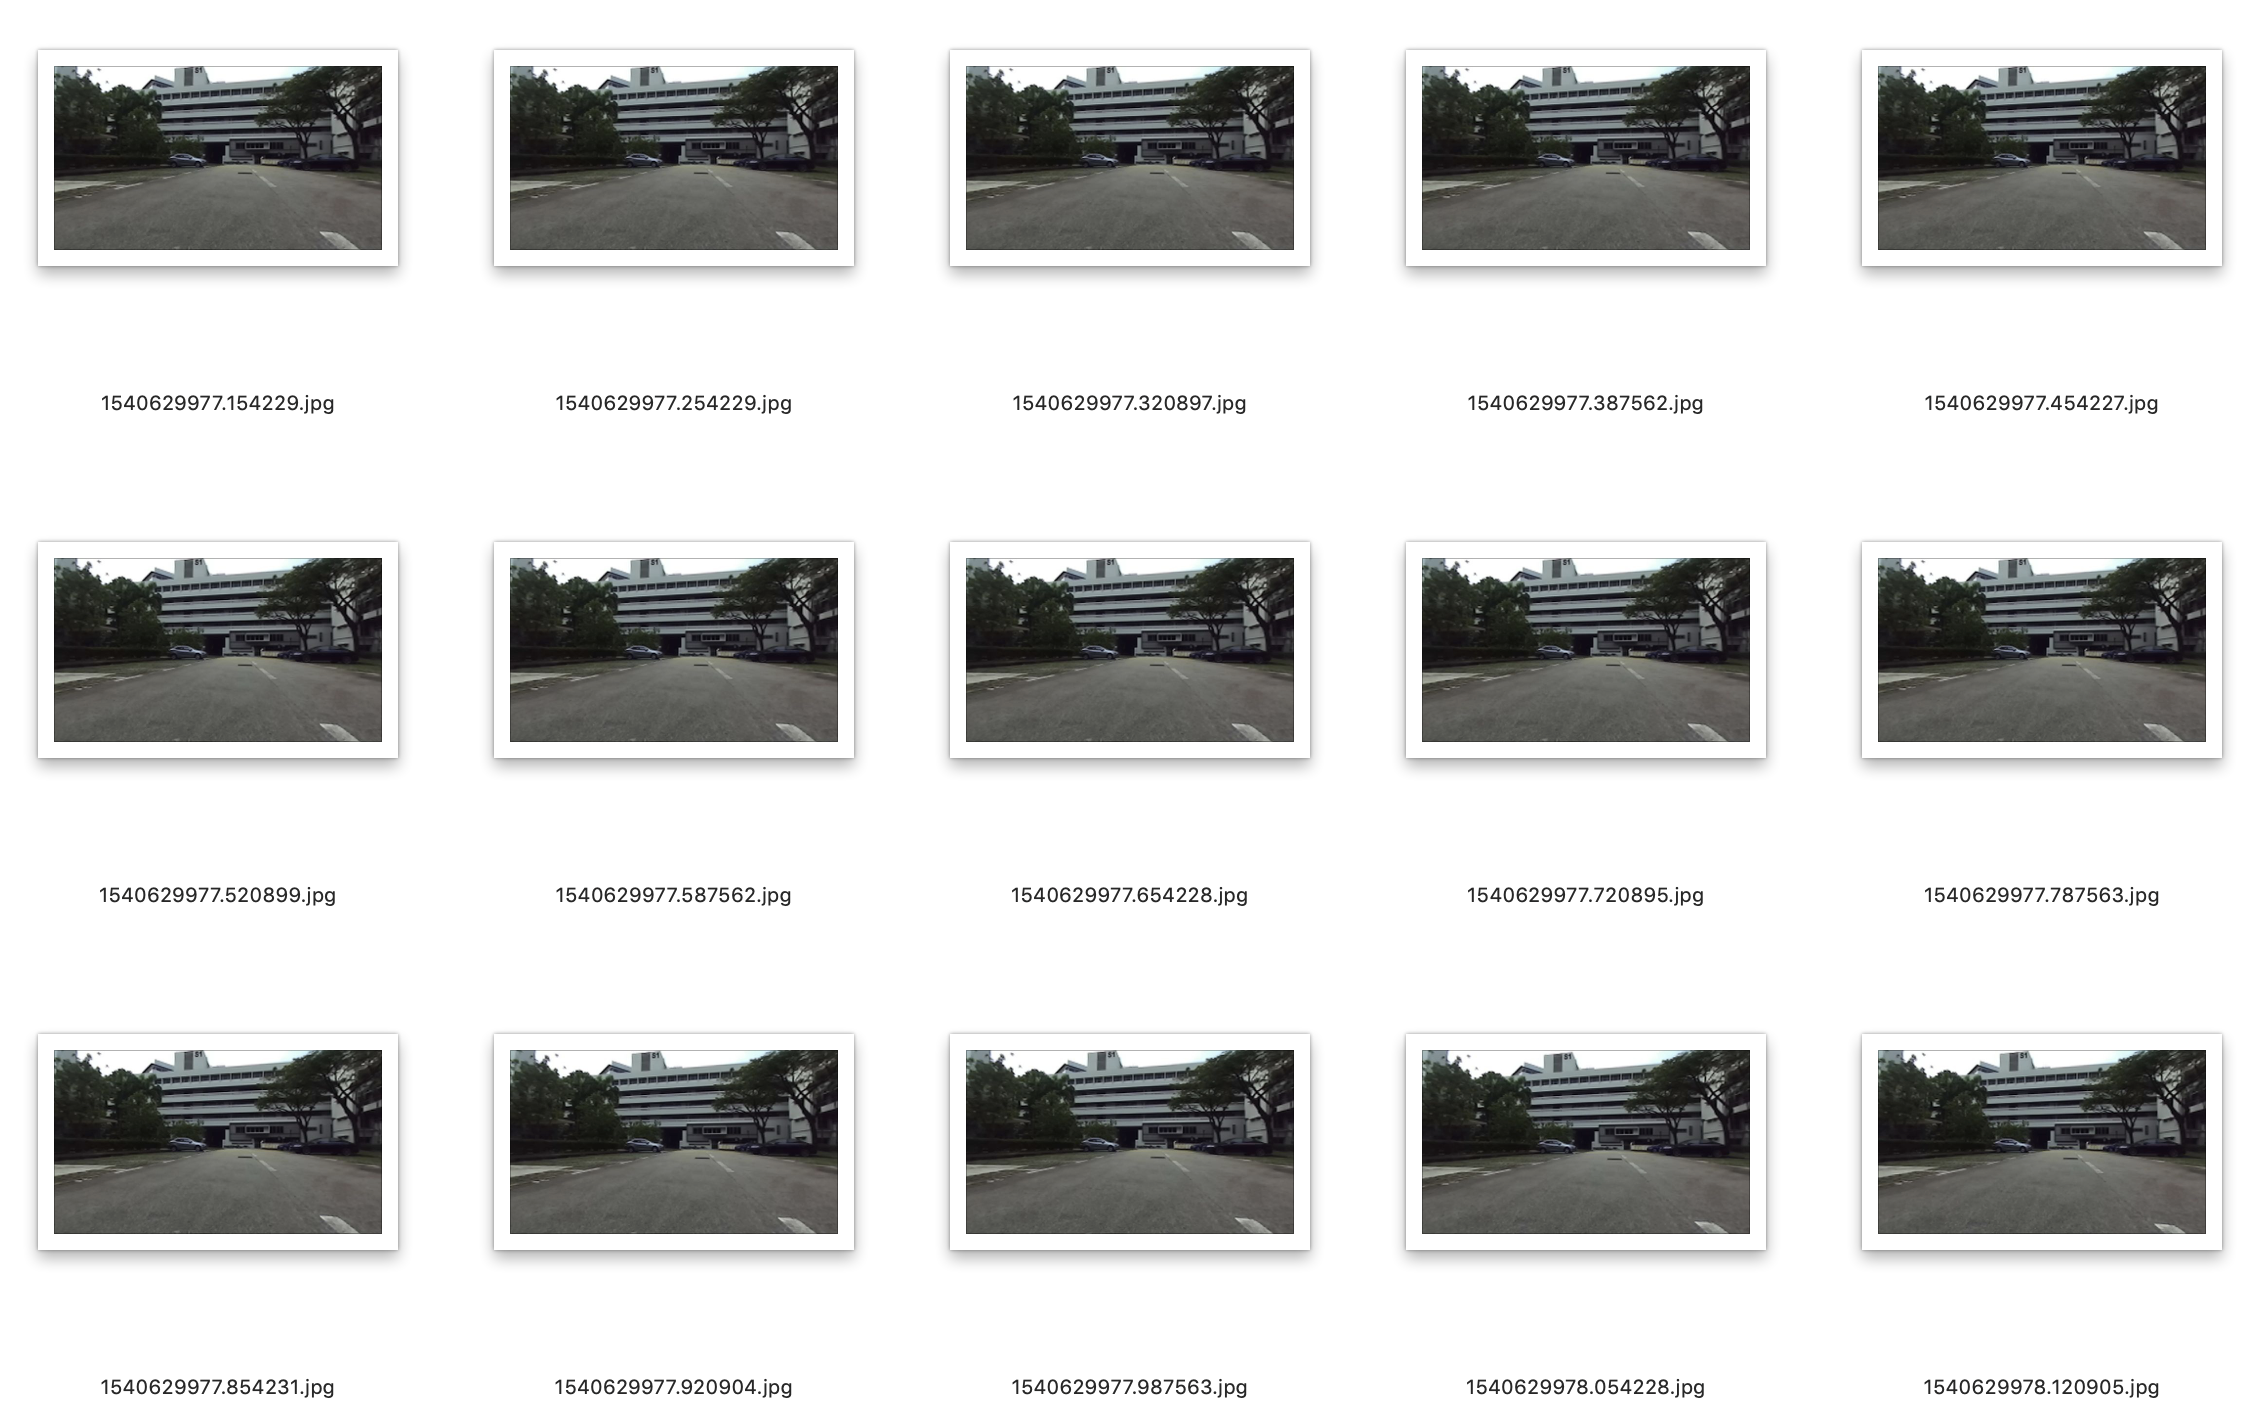 1540629977.154229.jpg
1540629977.254229.jpg
1540629977.320897.jpg
1540629977.387562.jpg
1540629977.454227.jpg
1540629977.520899.jpg
1540629977.587562.jpg
1540629977.654228.jpg
1540629977.720895.jpg
1540629977.787563.jpg
1540629977.854231.jpg
1540629977.920904.jpg
1540629977.987563.jpg
1540629978.054228.jpg
1540629978.120905.jpg